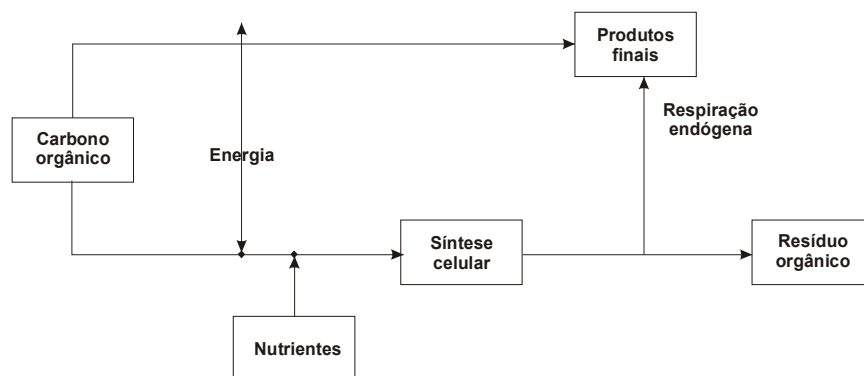 Produtos
finais
Respiração
endógena
Carbono
orgânico
Energia
Síntese
celular
Resíduo
orgânico
Nutrientes